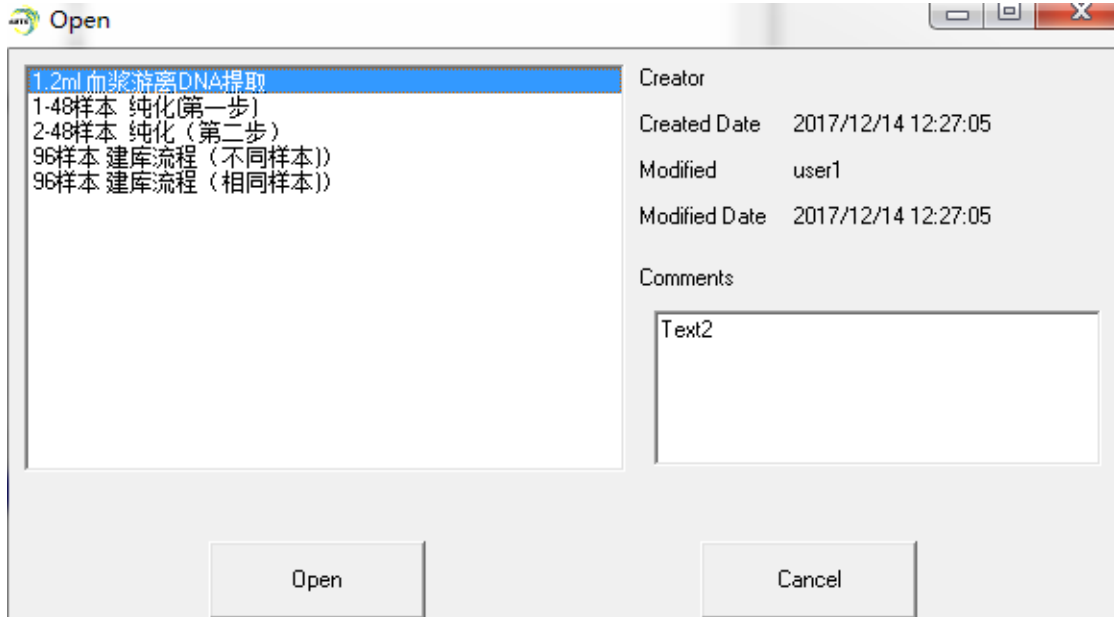 Open
1.2ml 血浆游离DNA提取
1-48样本 纯化(第一步)
2-48样本 纯化（第二步）
96样本 建库流程（不同样本)）
96样本 建库流程（相同样本)）
Creator
Created Date 2017/12/14 12:27:05
Modified user1
Modified Date 2017/12/14 12:27:05
Comments
Text2
Open
Cancel